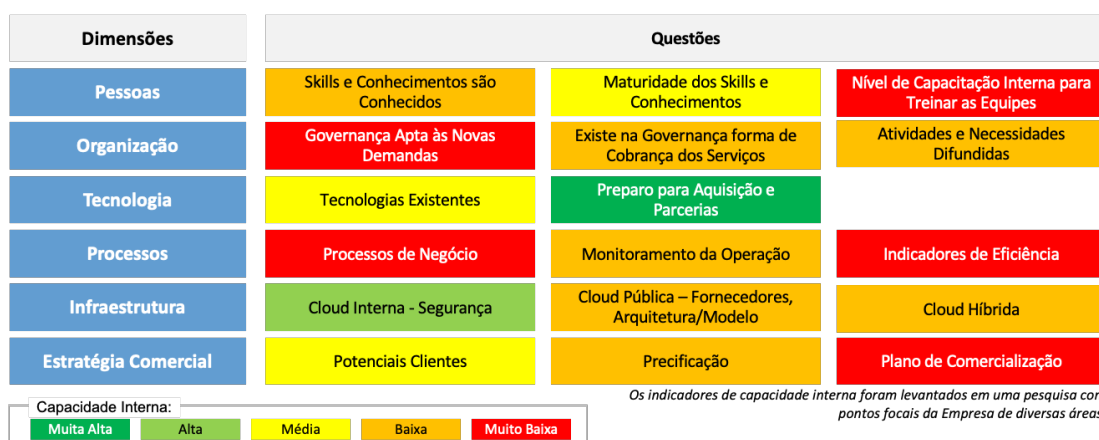 Dimensões
Questões
Pessoas
Skills e Conhecimentos são
Conhecidos
Maturidade dos Skills e
Conhecimentos
Nível de Capacitação Interna para
Treinar as Equipes
Organização
Governança Apta às Novas
Demandas
Existe na Governança forma de
Cobrança dos Serviços
Atividades e Necessidades
Difundidas
Tecnologia
Tecnologias Existentes
Preparo para Aquisição e
Parcerias
Processos
Processos de Negócio
Monitoramento da Operação
Indicadores de Eficiência
Infraestrutura
Cloud Interna - Segurança
Cloud Pública – Fornecedores,
Arquitetura/Modelo
Cloud Híbrida
Estratégia Comercial
Potenciais Clientes
Precificação
Plano de Comercialização
Os indicadores de capacidade interna foram levantados em uma pesquisa
pontos focais da Empresa de diversas áreas
Capacidade Interna:
Muita Alta
Alta
Média
Baixa
Muito Baixa